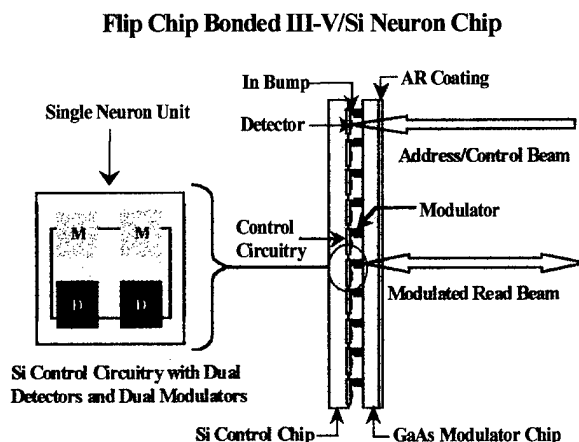 Flip Chip Bonded III-V/Si Neuron Chip
In Bump
AR Coating
Single Neuron Unit
Detector
Address/Control Beam
Modulator
M M
Control
Circuitry
D D
Modulated Read Beam
Si Control Circuitry with Dual
Detectors and Dual Modulators
Si Control Chip
GaAs Modulator Chip